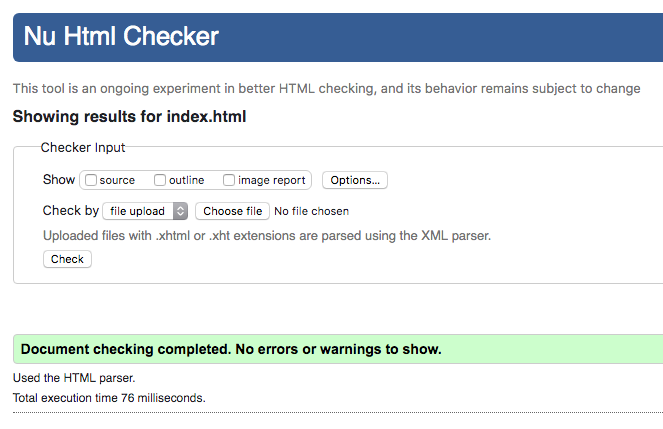 Nu Html Checker
This tool is an ongoing experiment in better HTML checking, and its behavior remains subject to change
Showing results for index.html
Checker Input
Show source outline image report Options...
Check by file upload Choose file No file chosen
Uploaded files with .xhtml or .xht extensions are parsed using the XML parser.
Check
Document checking completed. No errors or warnings to show.
Used the HTML parser.
Total execution time 76 milliseconds.